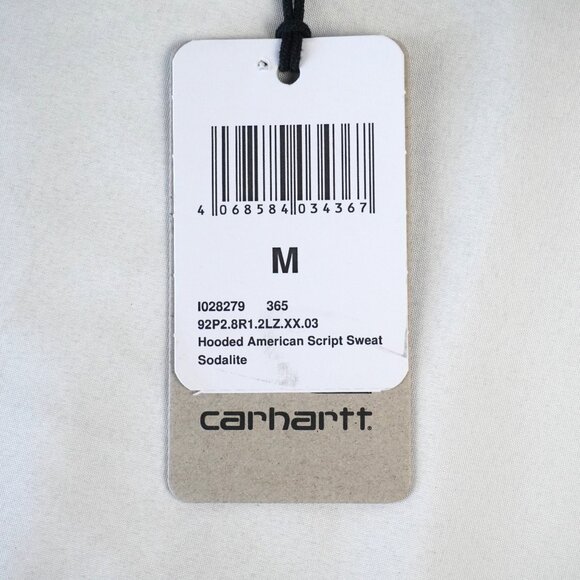 4 068584 034367
M
I028279 365
92P2.8R1.2LZ.XX.03
Hooded American Script Sweat
Sodalite
carhartt.